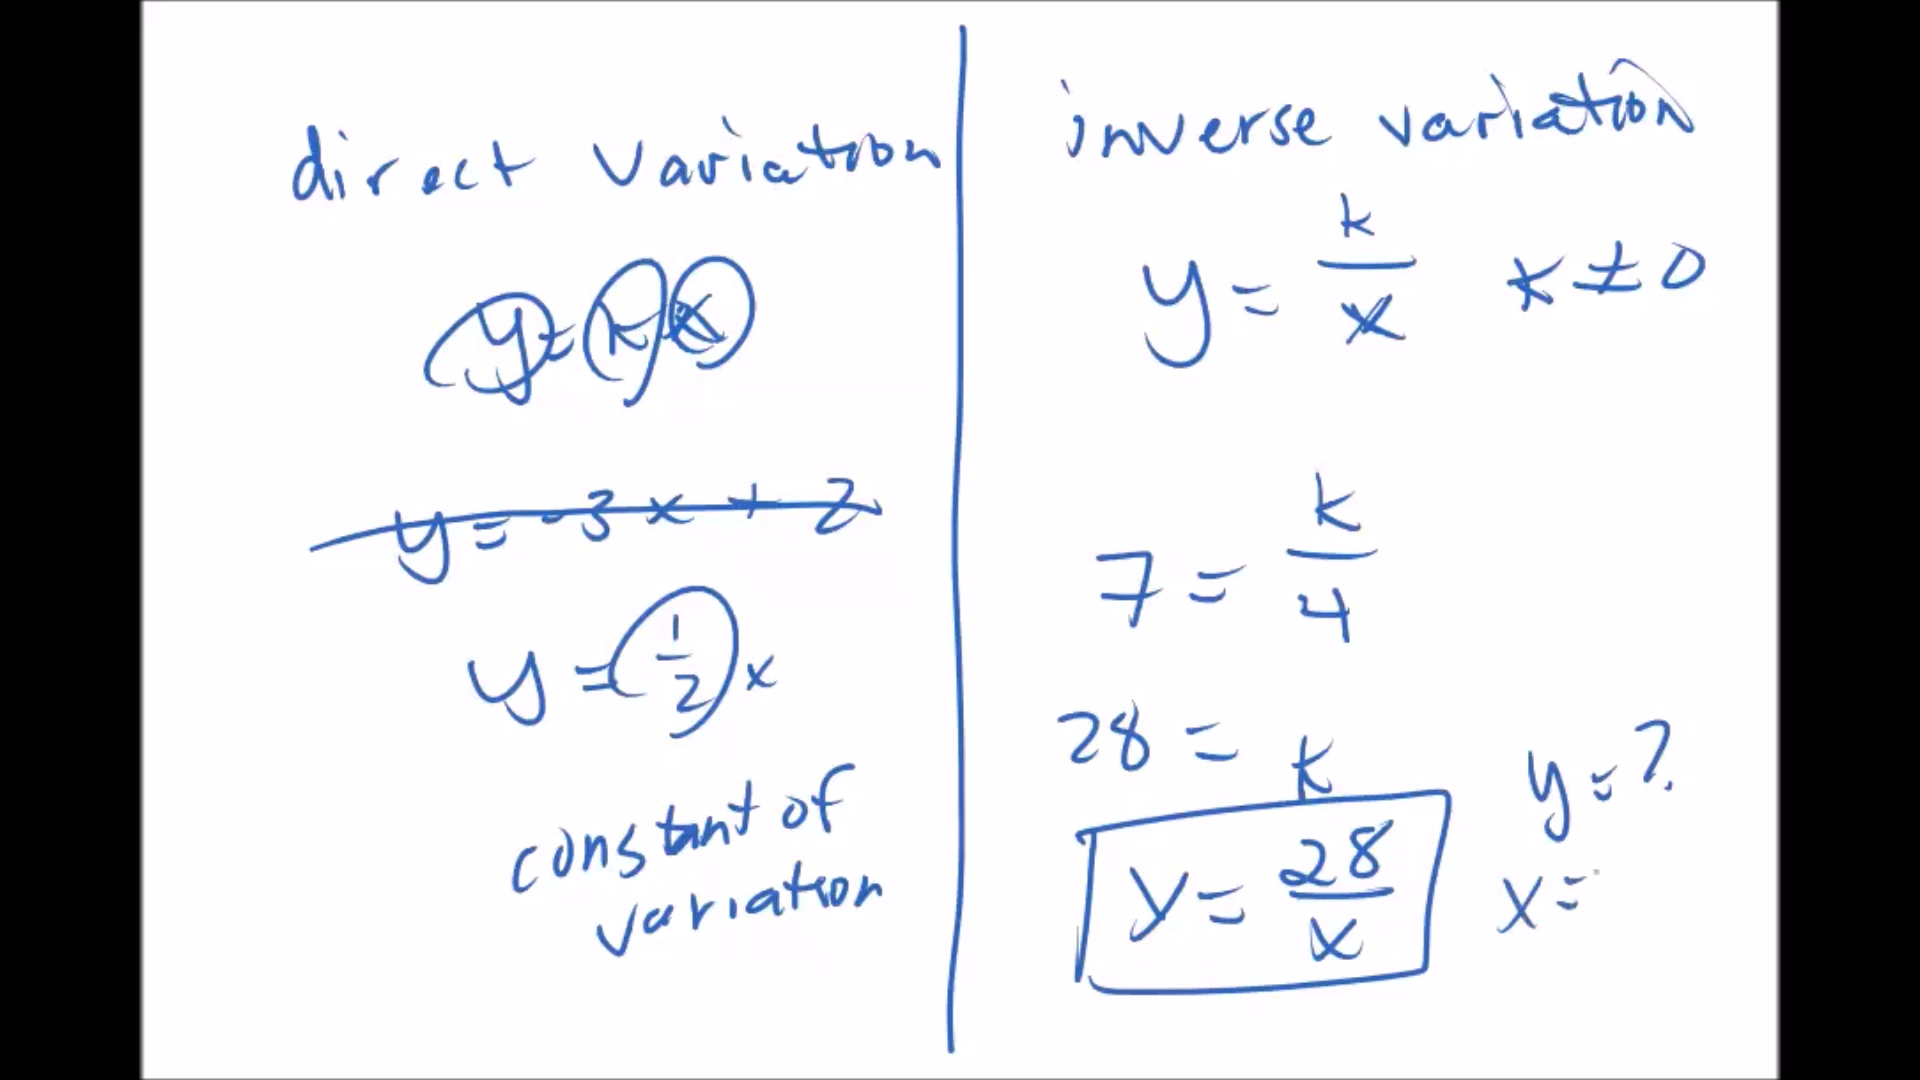 direct variation
y = kx
y = -3x + 2
y = 1/2 x
constant of
variation
inverse variation
y = k/x k ≠ 0
7 = k/4
28 = k
y = 28/x
y = ?
x =